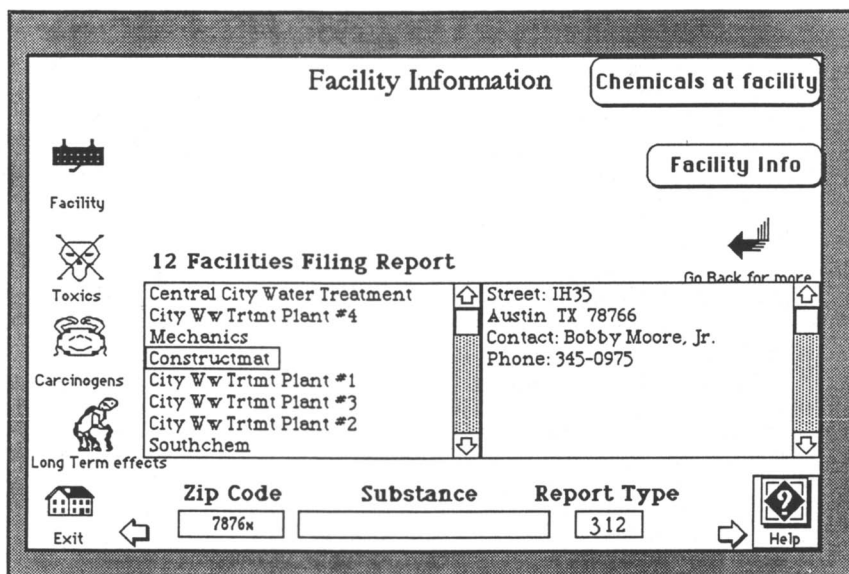 Facility Information
Chemicals at facility
Facility Info
Facility
Go Back for more
12 Facilities Filing Report
Toxics
Central City Water Treatment
City Ww Trtmt Plant #4
Mechanics
Constructmat
City Ww Trtmt Plant #1
City Ww Trtmt Plant #3
City Ww Trtmt Plant #2
Southchem
Street: IH35
Austin TX 78766
Contact: Bobby Moore, Jr.
Phone: 345-0975
Carcinogens
Long Term effects
Zip Code
Substance
Report Type
7876x
312
Exit
?
Help